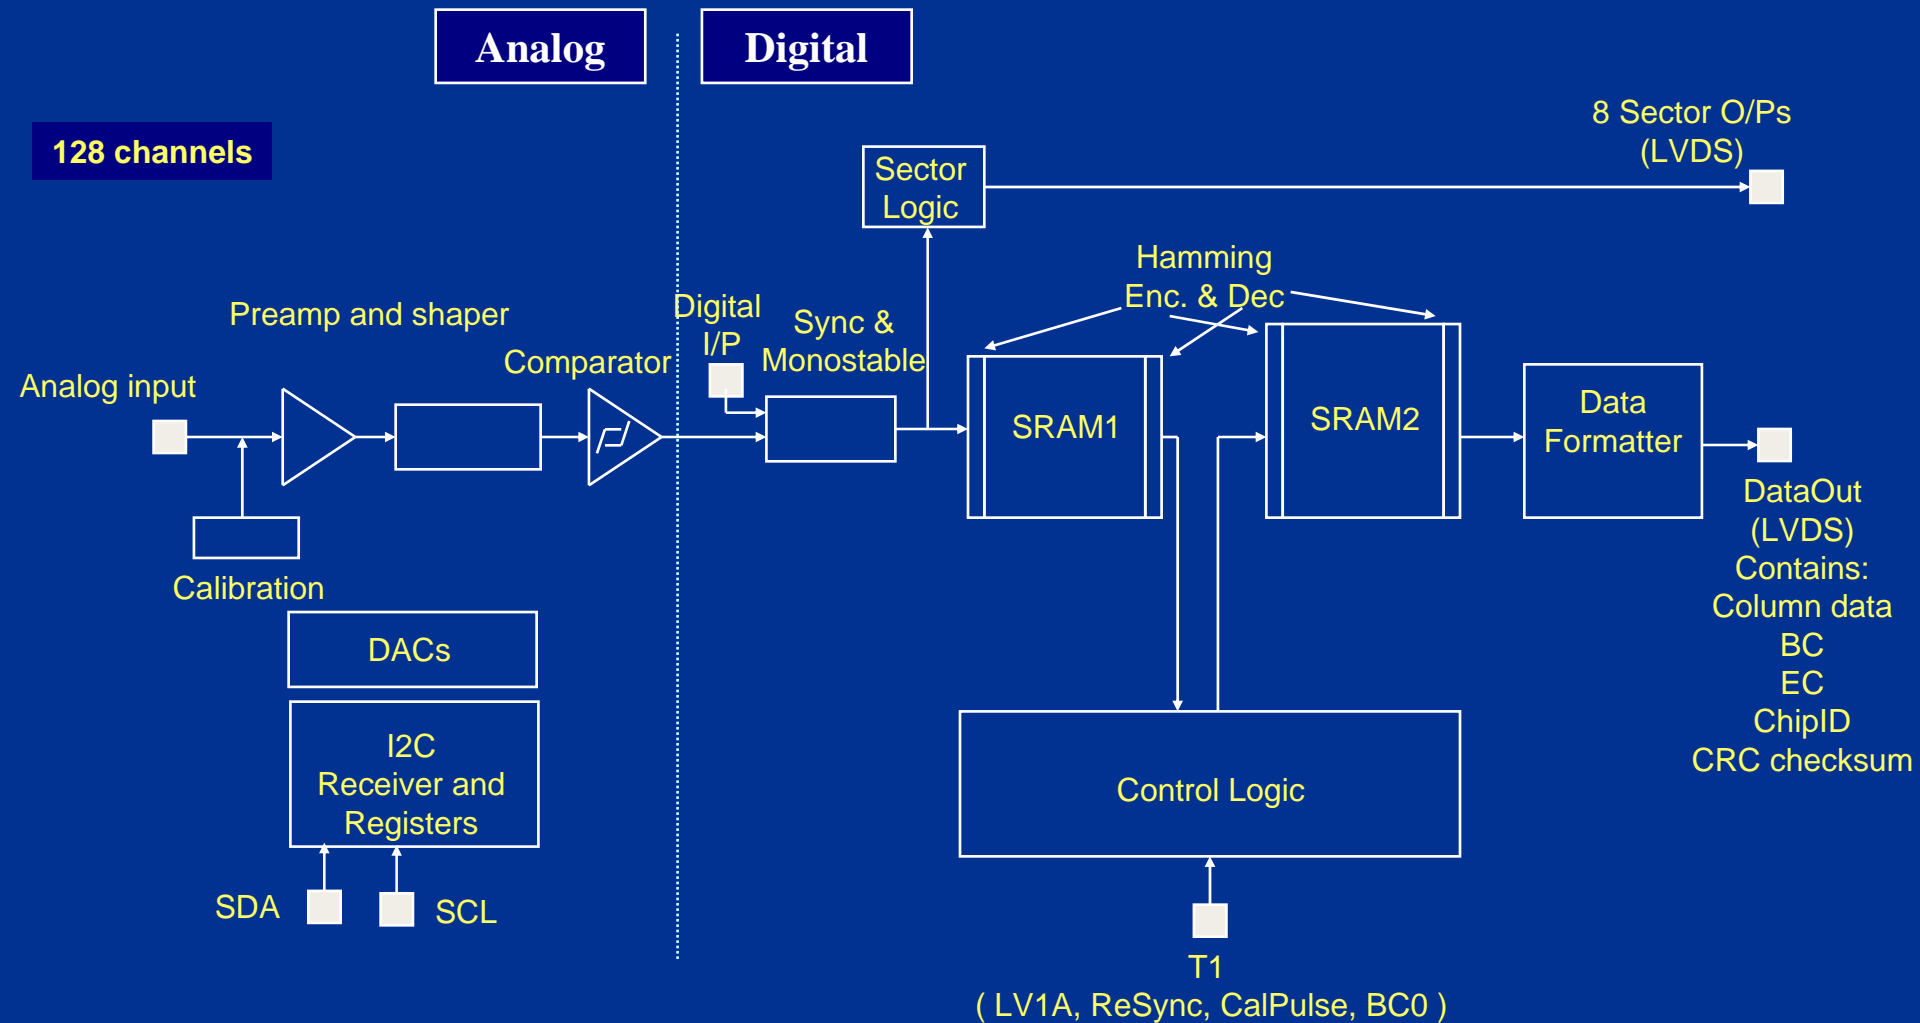 Analog
Digital
128 channels
8 Sector O/Ps
(LVDS)
Sector
Logic
Hamming
Enc. & Dec
Preamp and shaper
Digital
I/P
Sync &
Monostable
Comparator
Analog input
SRAM1
SRAM2
Data
Formatter
DataOut
(LVDS)
Contains:
Column data
BC
EC
ChipID
CRC checksum
Calibration
DACs
I2C
Receiver and
Registers
Control Logic
SDA
SCL
T1
( LV1A, ReSync, CalPulse, BC0 )